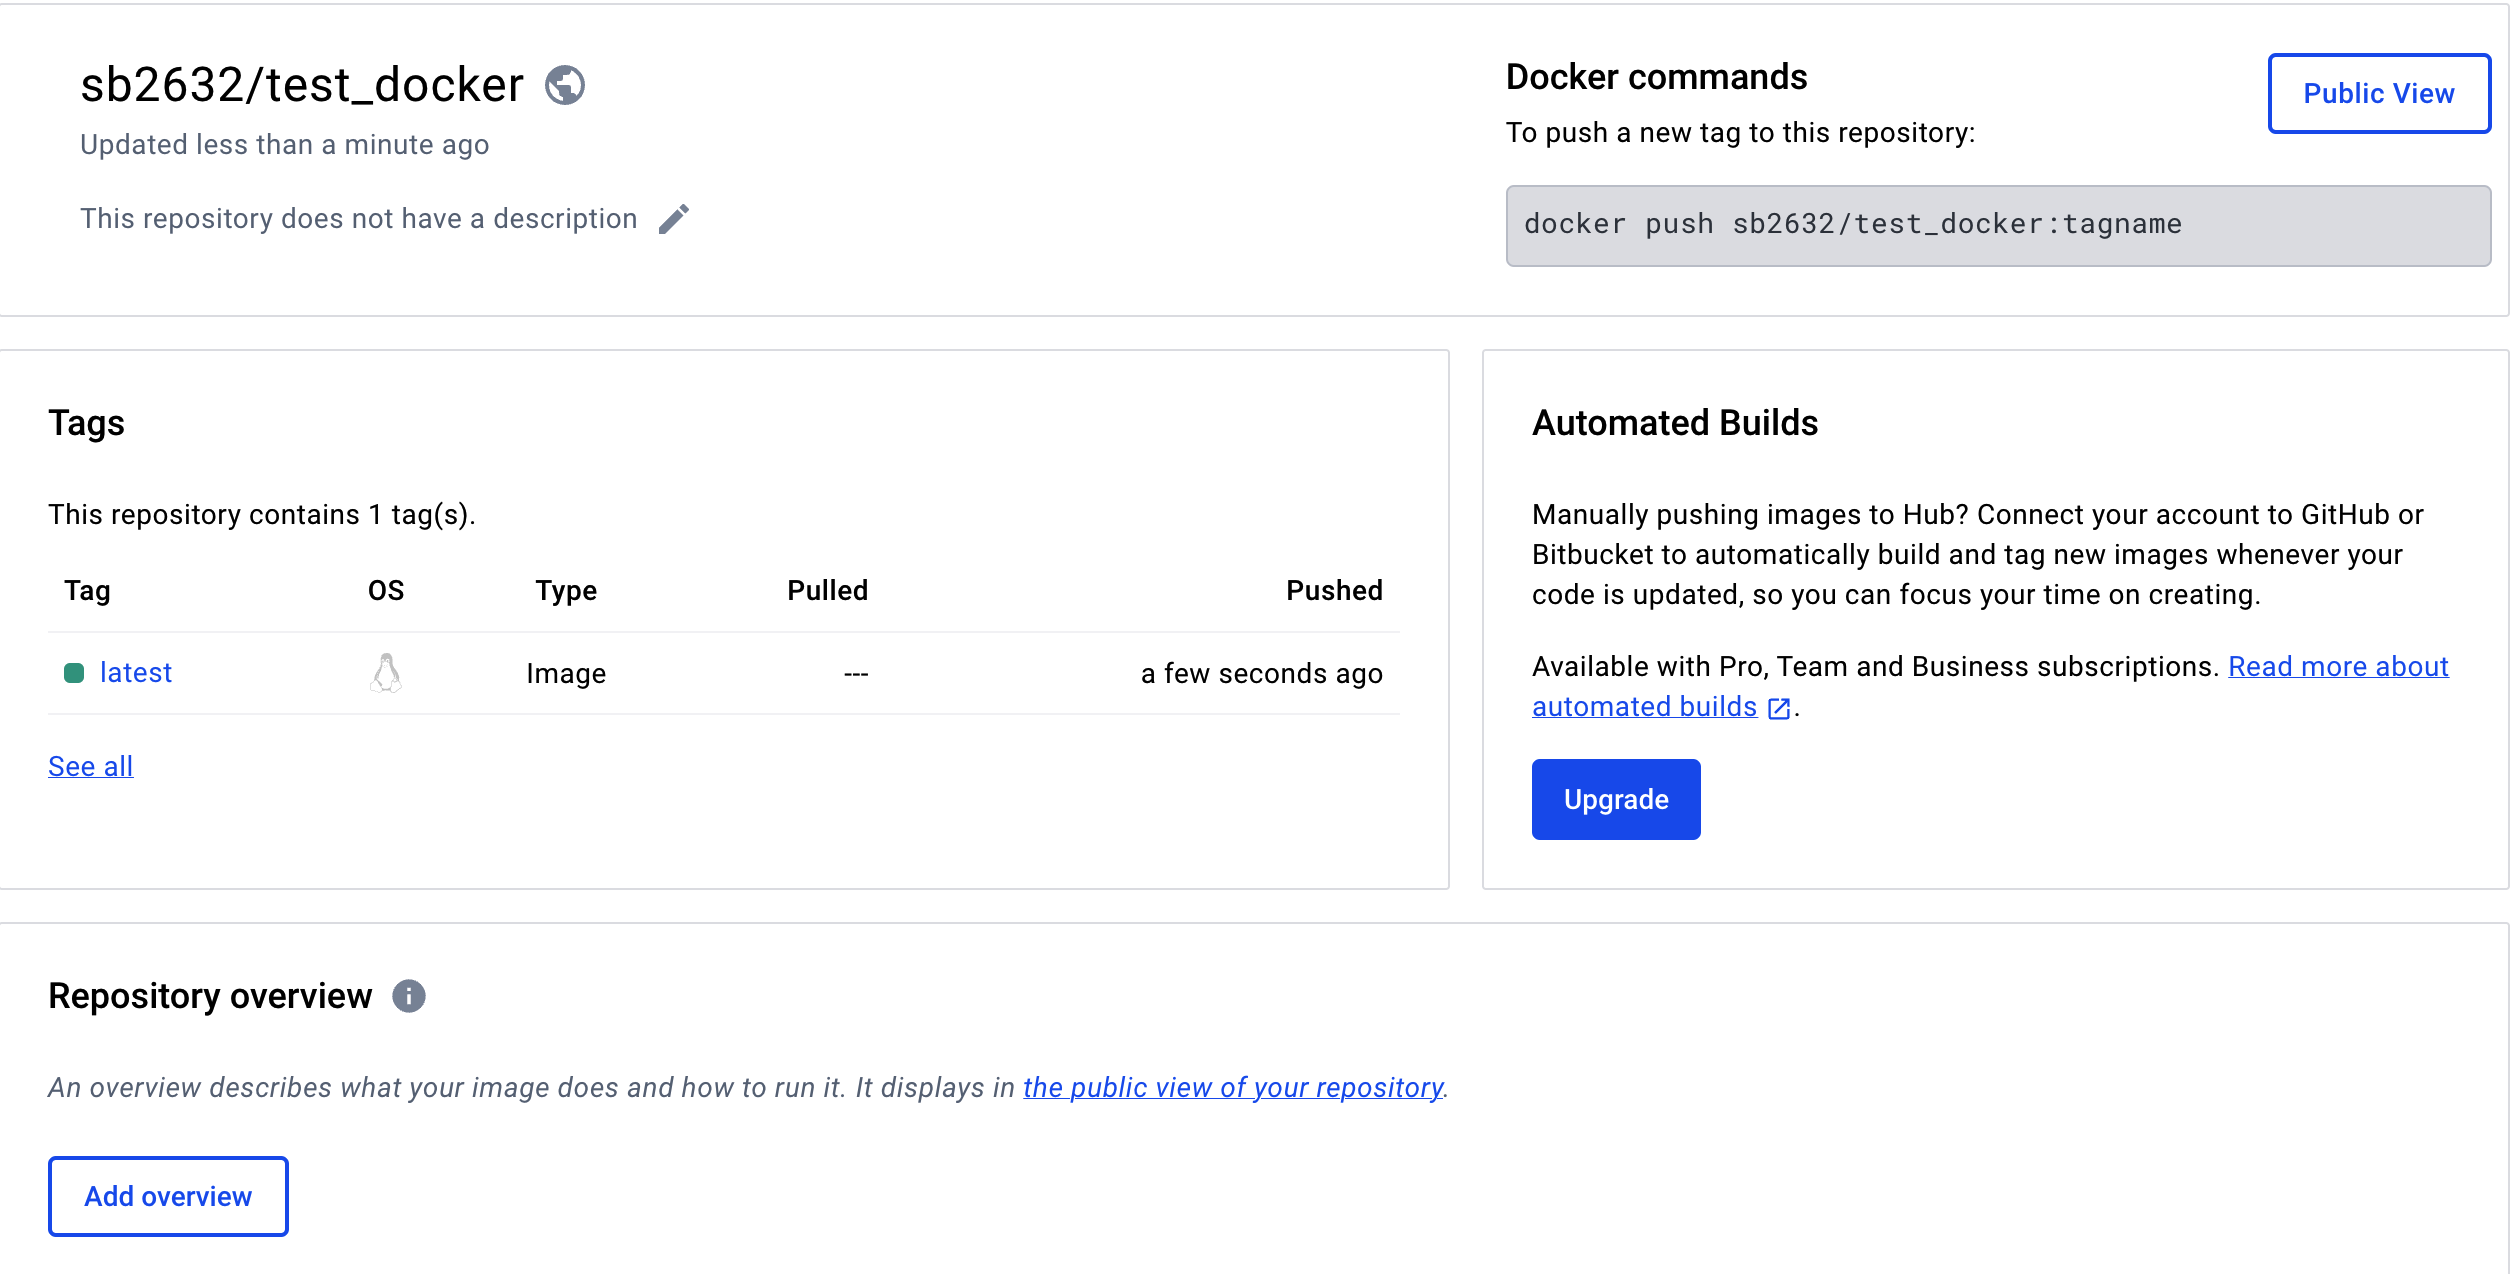 sb2632/test_docker
Updated less than a minute ago
This repository does not have a description
Docker commands
Public View
To push a new tag to this repository:
docker push sb2632/test_docker:tagname
Tags
This repository contains 1 tag(s).
Tag OS Type Pulled Pushed
latest Image --- a few seconds ago
See all
Automated Builds
Manually pushing images to Hub? Connect your account to GitHub or
Bitbucket to automatically build and tag new images whenever your
code is updated, so you can focus your time on creating.
Available with Pro, Team and Business subscriptions. Read more about
automated builds.
Upgrade
Repository overview
An overview describes what your image does and how to run it. It displays in the public view of your repository.
Add overview